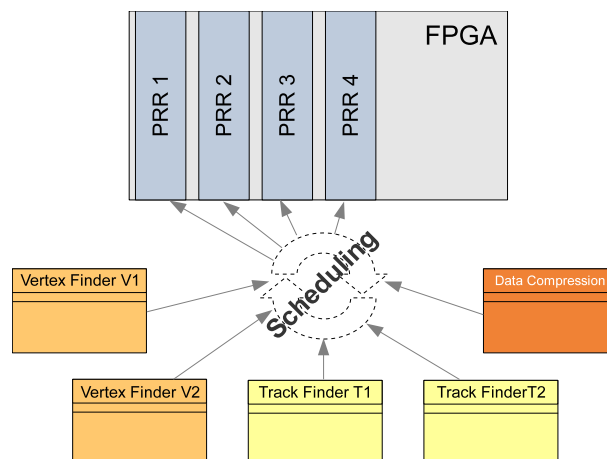 FPGA
PRR 1
PRR 2
PRR 3
PRR 4
Scheduling
Vertex Finder V1
Data Compression
Vertex Finder V2
Track Finder T1
Track FinderT2